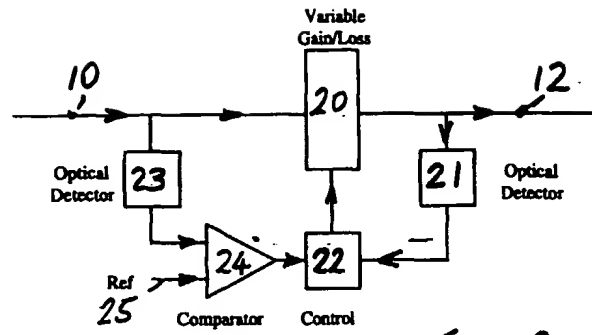 Variable
Gain/Loss
10
20
12
Optical
Detector
23
21
Optical
Detector
24
22
Ref
25
Comparator
Control